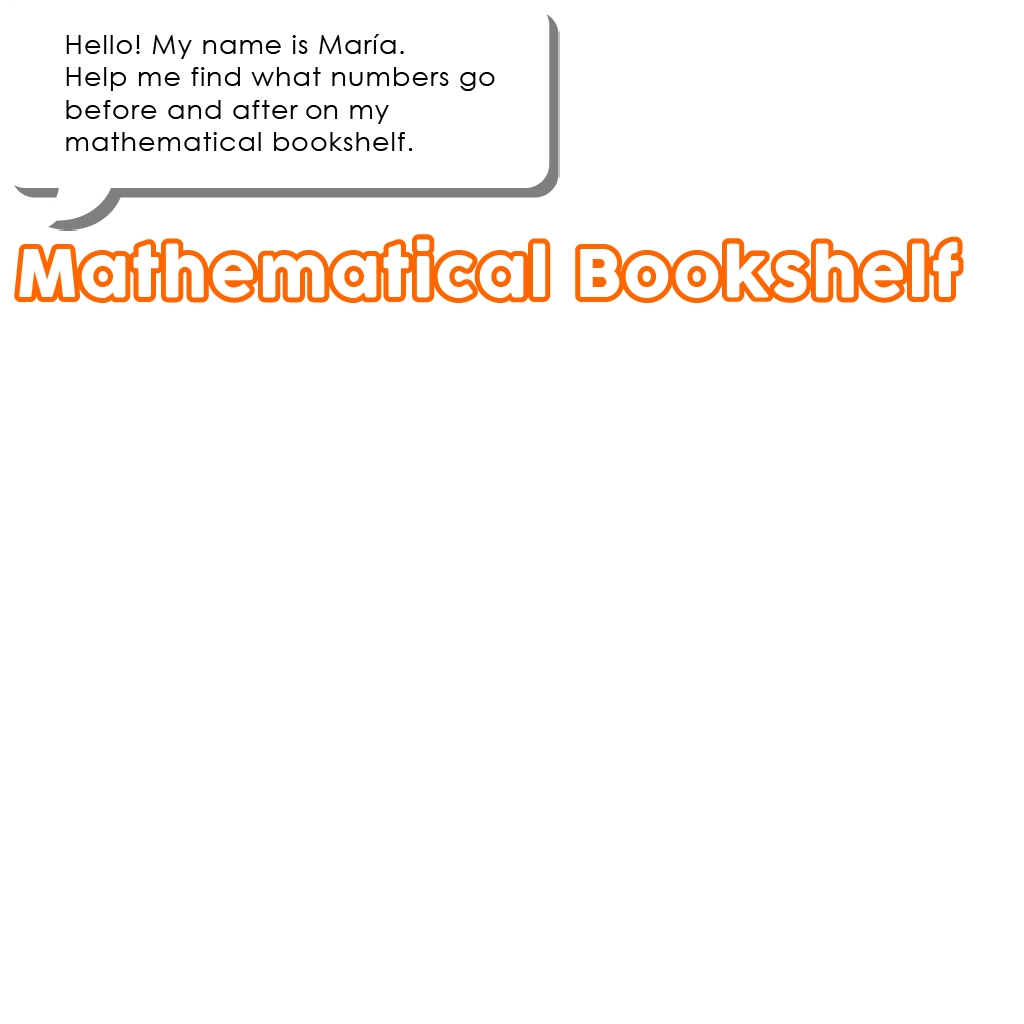 Hello! My name is María.
Help me find what numbers go
before and after on my
mathematical bookshelf.
Mathematical Bookshelf